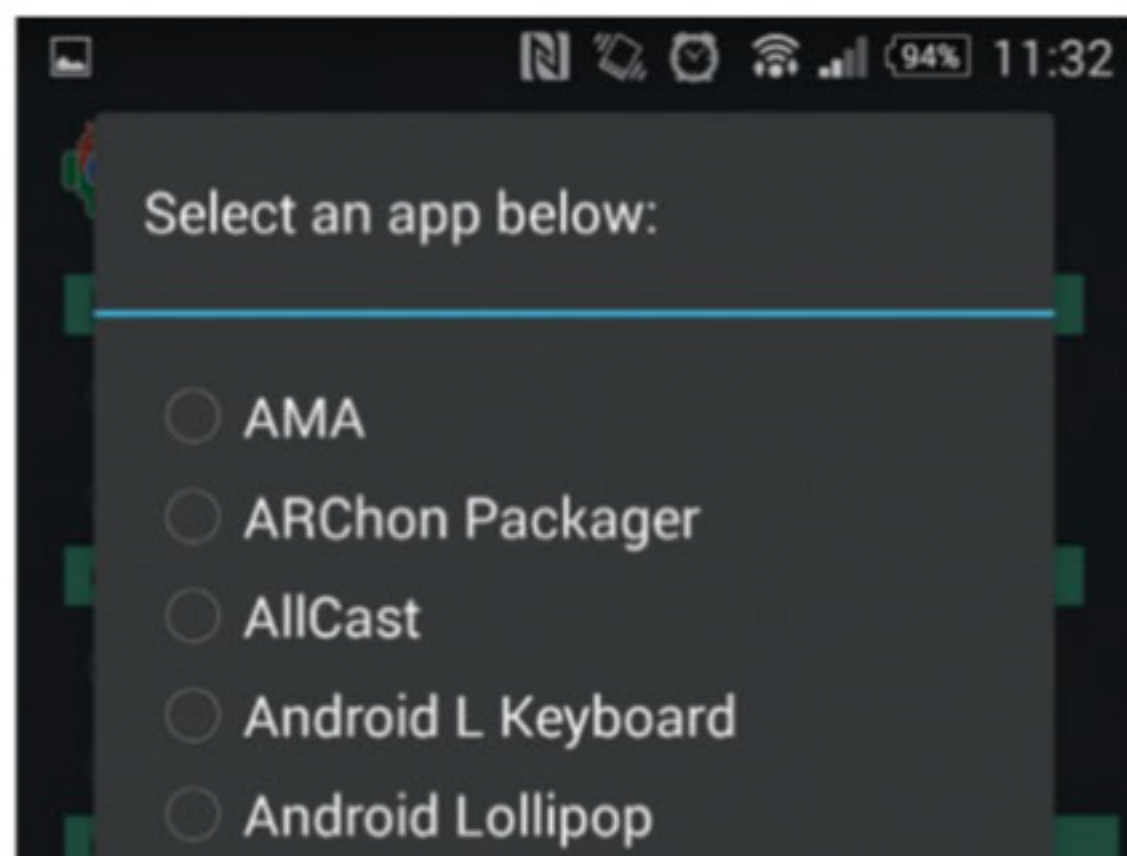 94% 11:32
Select an app below:
AMA
ARChon Packager
AllCast
Android L Keyboard
Android Lollipop